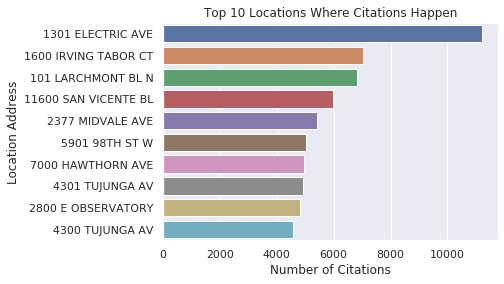 Top 10 Locations Where Citations Happen
Location Address
1301 ELECTRIC AVE
1600 IRVING TABOR CT
101 LARCHMONT BL N
11600 SAN VICENTE BL
2377 MIDVALE AVE
5901 98TH ST W
7000 HAWTHORN AVE
4301 TUJUNGA AV
2800 E OBSERVATORY
4300 TUJUNGA AV
0 2000 4000 6000 8000 10000
Number of Citations